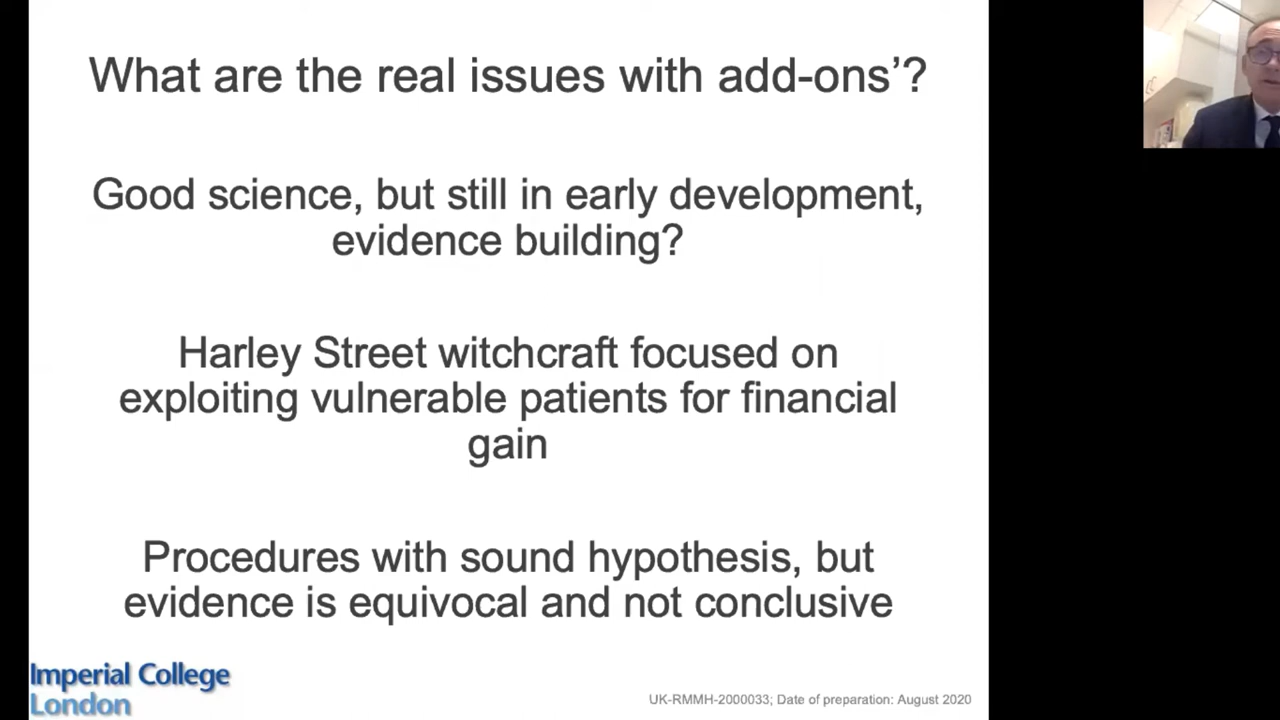 What are the real issues with add-ons’?
Good science, but still in early development,
evidence building?
Harley Street witchcraft focused on
exploiting vulnerable patients for financial
gain
Procedures with sound hypothesis, but
evidence is equivocal and not conclusive
Imperial College
London
UK-RMMH-2000033; Date of preparation: August 2020